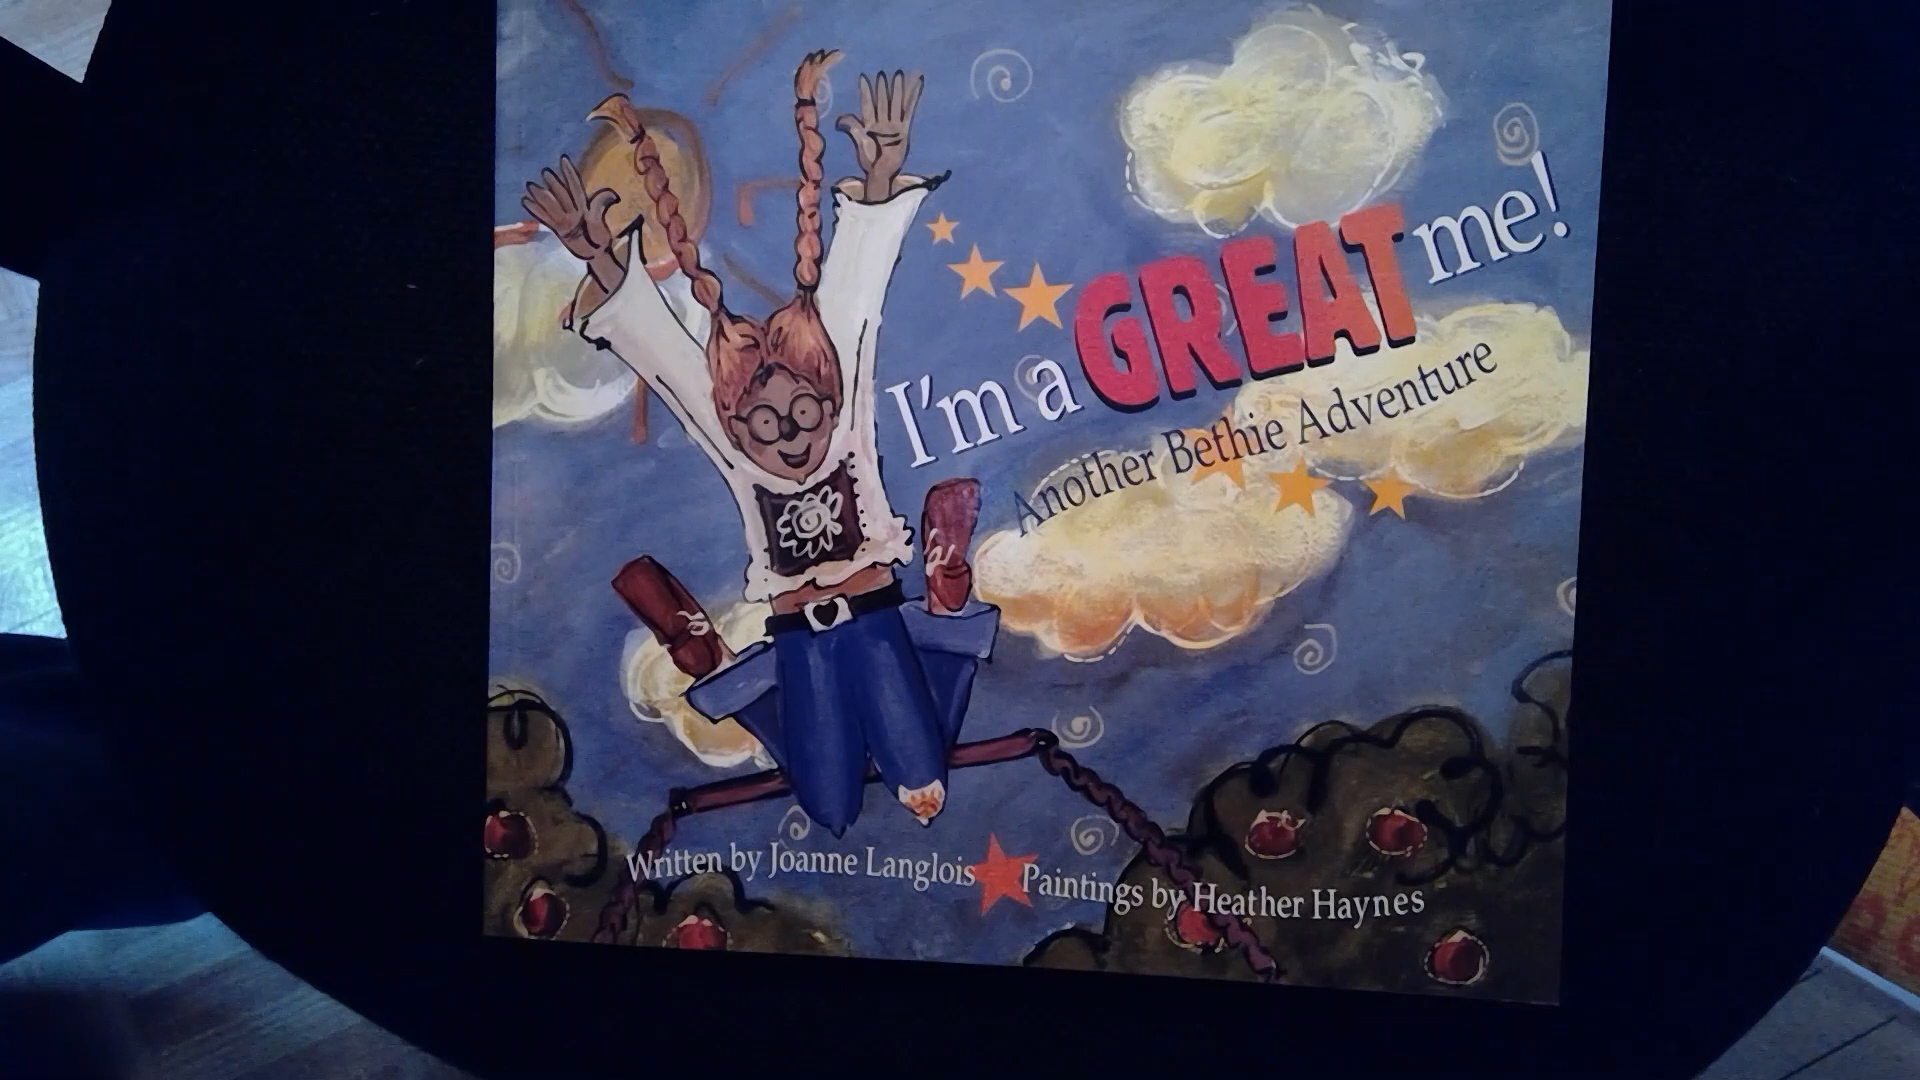 I'm a GREAT me!
Another Bethie Adventure
Written by Joanne Langlois
Paintings by Heather Haynes